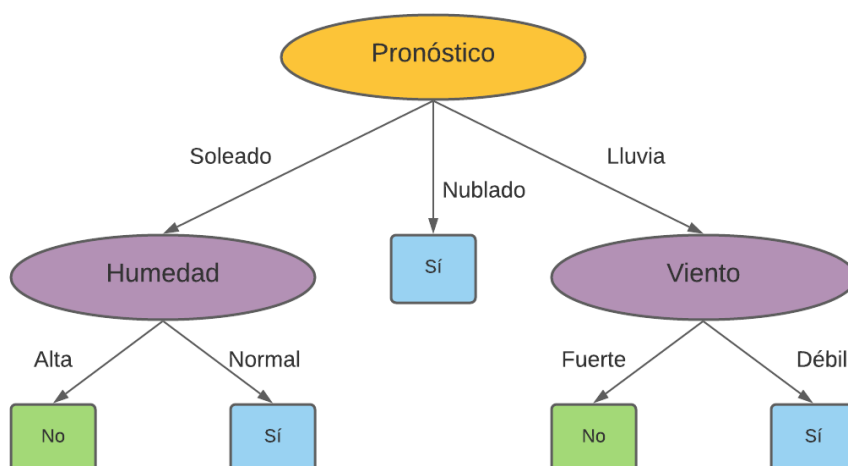 Pronóstico
Soleado
Lluvia
Nublado
Humedad
Sí
Viento
Alta
Normal
Fuerte
Débil
No
Sí
No
Sí